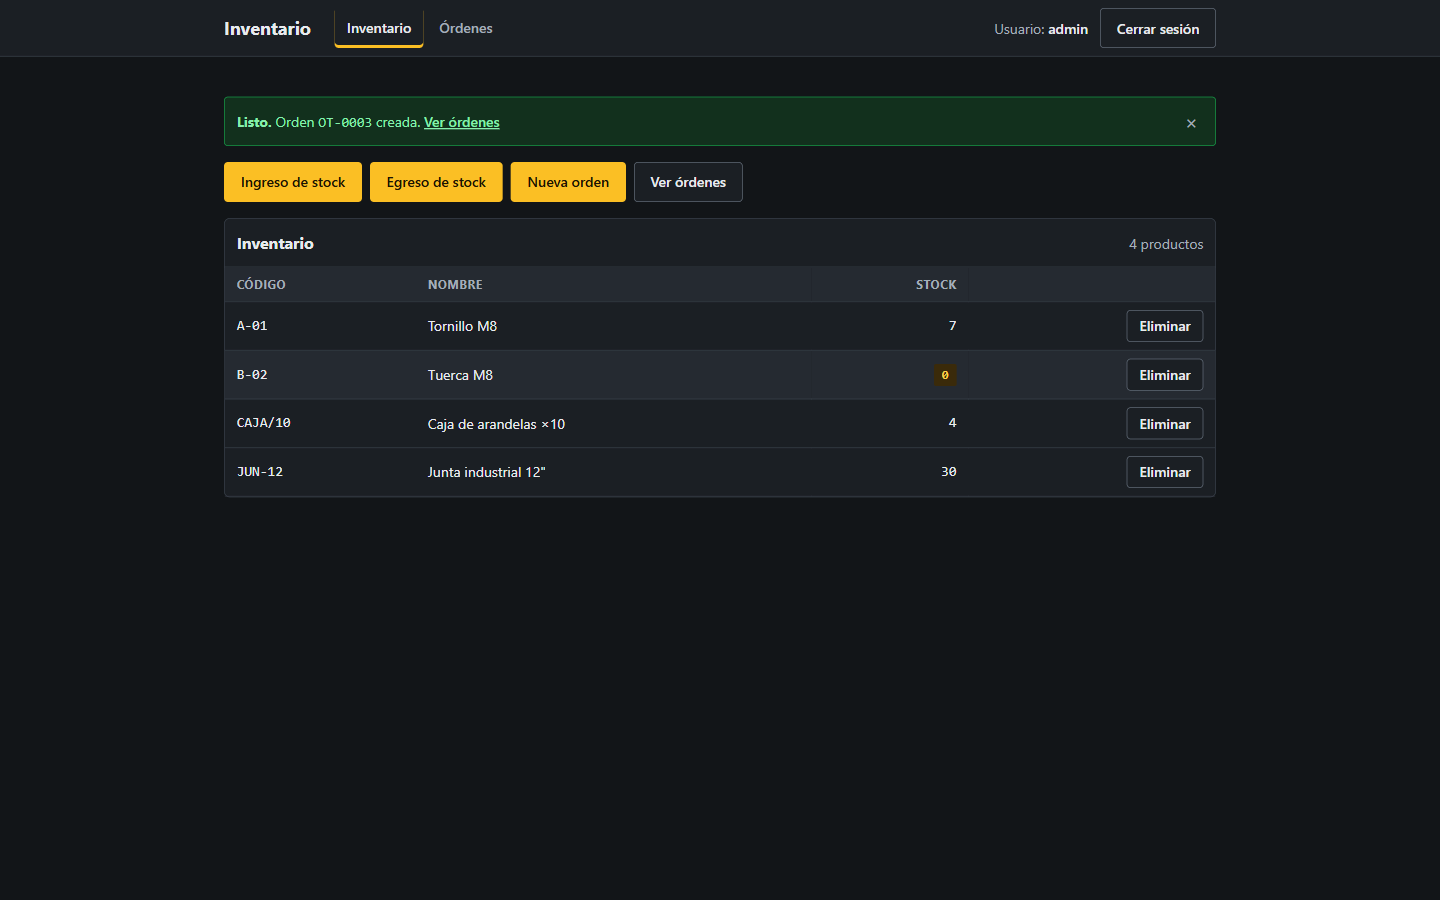 Inventario Inventario Órdenes Usuario: admin Cerrar sesión
Listo. Orden OT-0003 creada. Ver órdenes ×
Ingreso de stock Egreso de stock Nueva orden Ver órdenes
Inventario 4 productos
CÓDIGO NOMBRE STOCK
A-01 Tornillo M8 7 Eliminar
B-02 Tuerca M8 0 Eliminar
CAJA/10 Caja de arandelas ×10 4 Eliminar
JUN-12 Junta industrial 12" 30 Eliminar